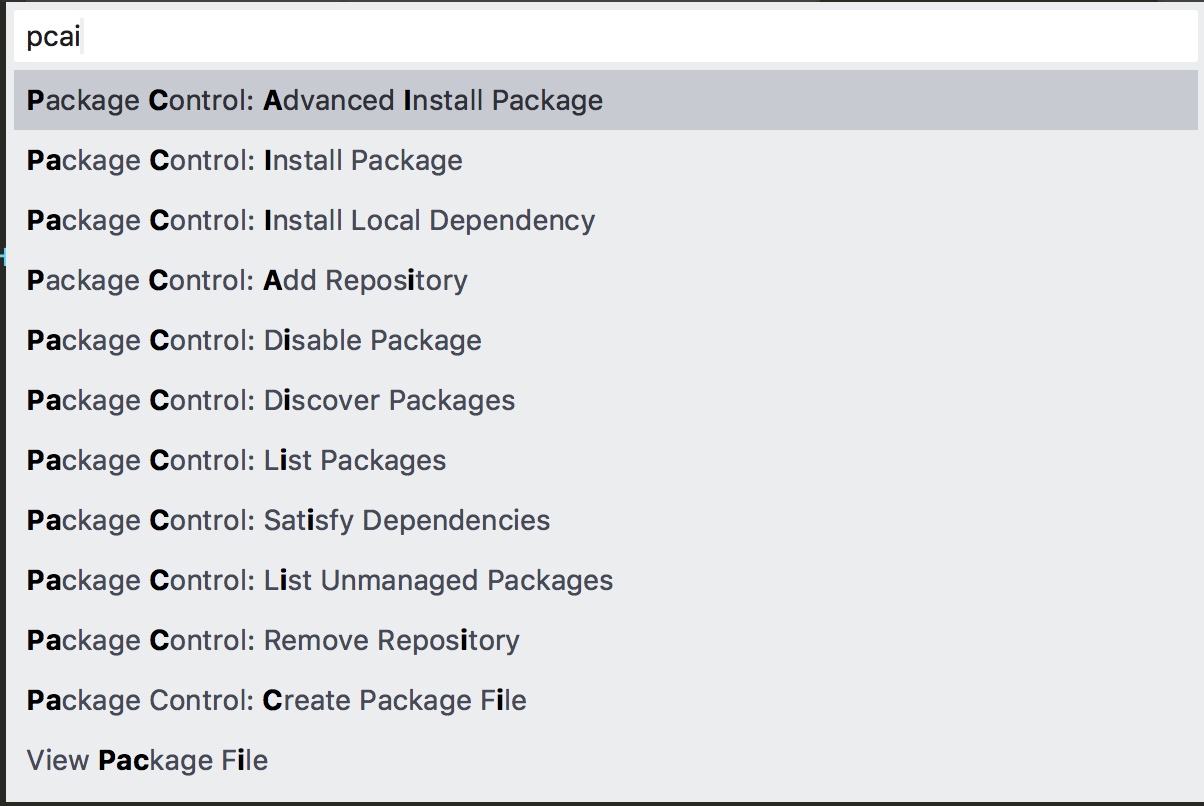 pcai
Package Control: Advanced Install Package
Package Control: Install Package
Package Control: Install Local Dependency
Package Control: Add Repository
Package Control: Disable Package
Package Control: Discover Packages
Package Control: List Packages
Package Control: Satisfy Dependencies
Package Control: List Unmanaged Packages
Package Control: Remove Repository
Package Control: Create Package File
View Package File